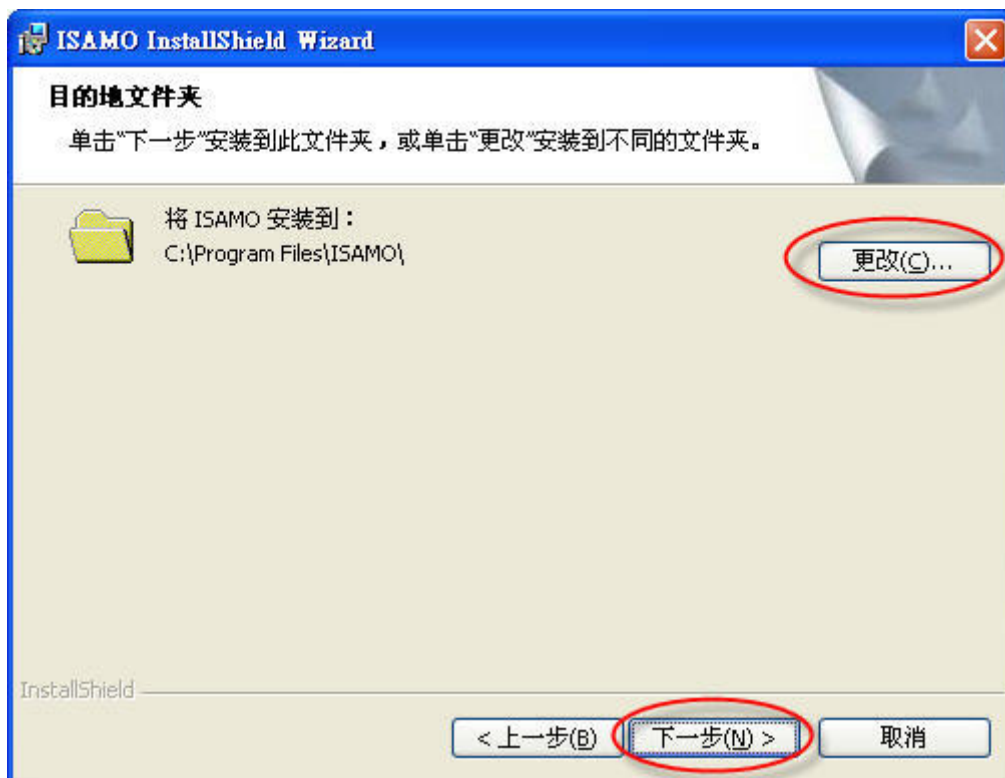 ISAMO InstallShield Wizard
目的地文件夹
单击"下一步"安装到此文件夹，或单击"更改"安装到不同的文件夹。
将 ISAMO 安装到：
C:\Program Files\ISAMO\
更改(C)...
InstallShield
< 上一步(B)
下一步(N) >
取消